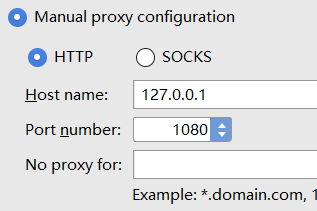 Manual proxy configuration
HTTP SOCKS
Host name: 127.0.0.1
Port number: 1080
No proxy for:
Example: *.domain.com, 1